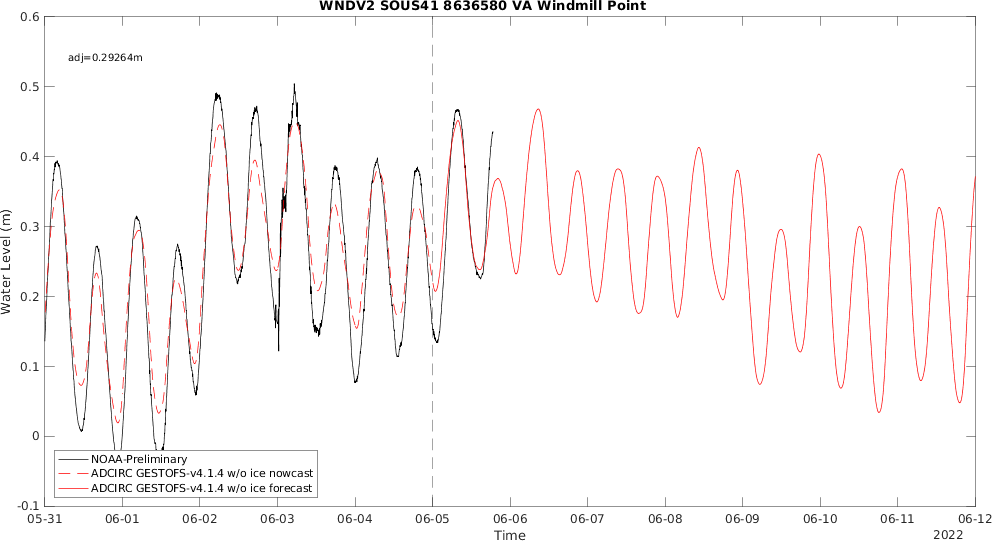 WNDV2 SOUS41 8636580 VA Windmill Point
adj=0.29264m
0.6
0.5
0.4
0.3
0.2
0.1
0
-0.1
Water Level (m)
NOAA-Preliminary
ADCIRC GESTOFS-v4.1.4 w/o ice nowcast
ADCIRC GESTOFS-v4.1.4 w/o ice forecast
05-31 06-01 06-02 06-03 06-04 06-05 06-06 06-07 06-08 06-09 06-10 06-11 06-12
Time
2022